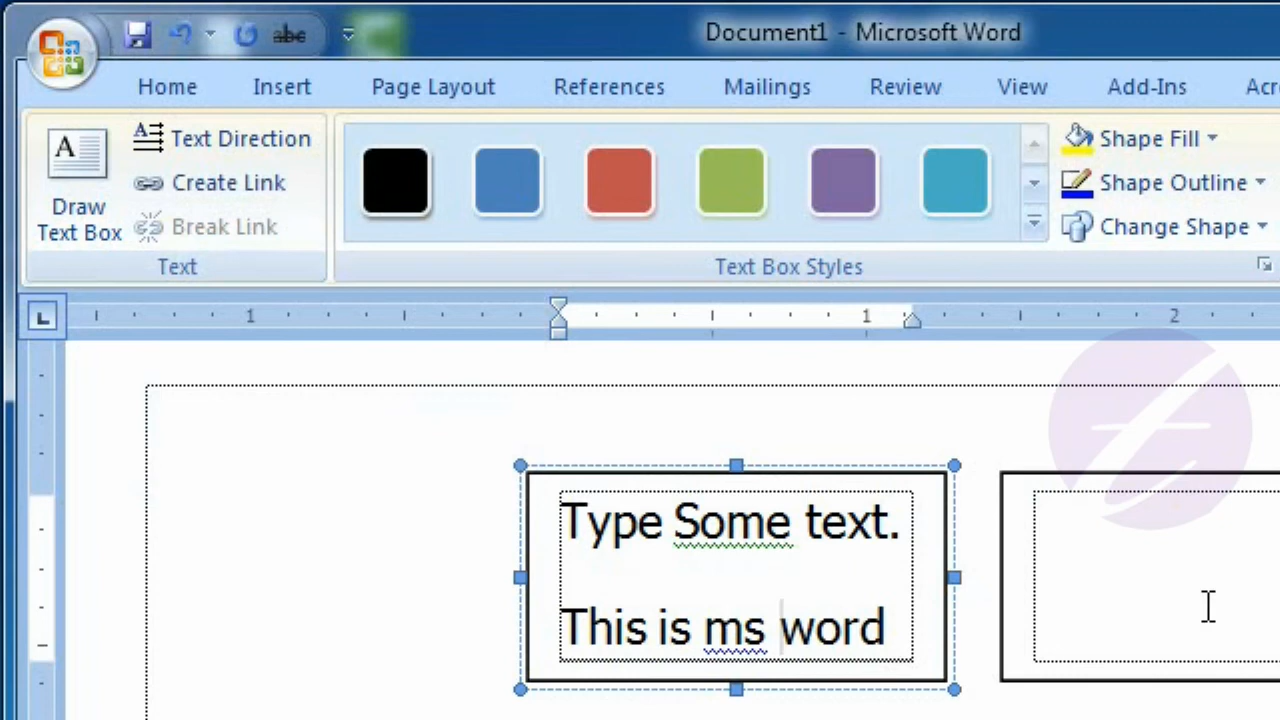 abc
Document1 - Microsoft Word
Home Insert Page Layout References Mailings Review View Add-Ins
Text Direction
Create Link
Break Link
Draw
Text Box
Text
Shape Fill
Shape Outline
Change Shape
Text Box Styles
1 1 2
Type Some text.
This is ms word